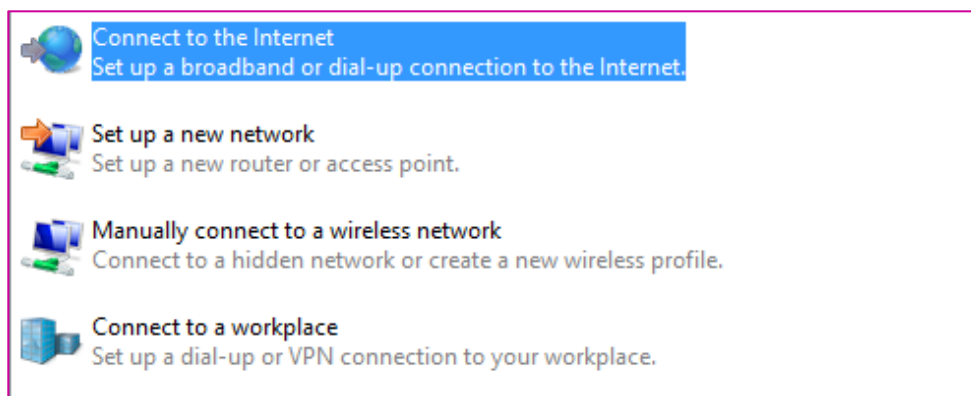 Connect to the Internet
Set up a broadband or dial-up connection to the Internet.
Set up a new network
Set up a new router or access point.
Manually connect to a wireless network
Connect to a hidden network or create a new wireless profile.
Connect to a workplace
Set up a dial-up or VPN connection to your workplace.